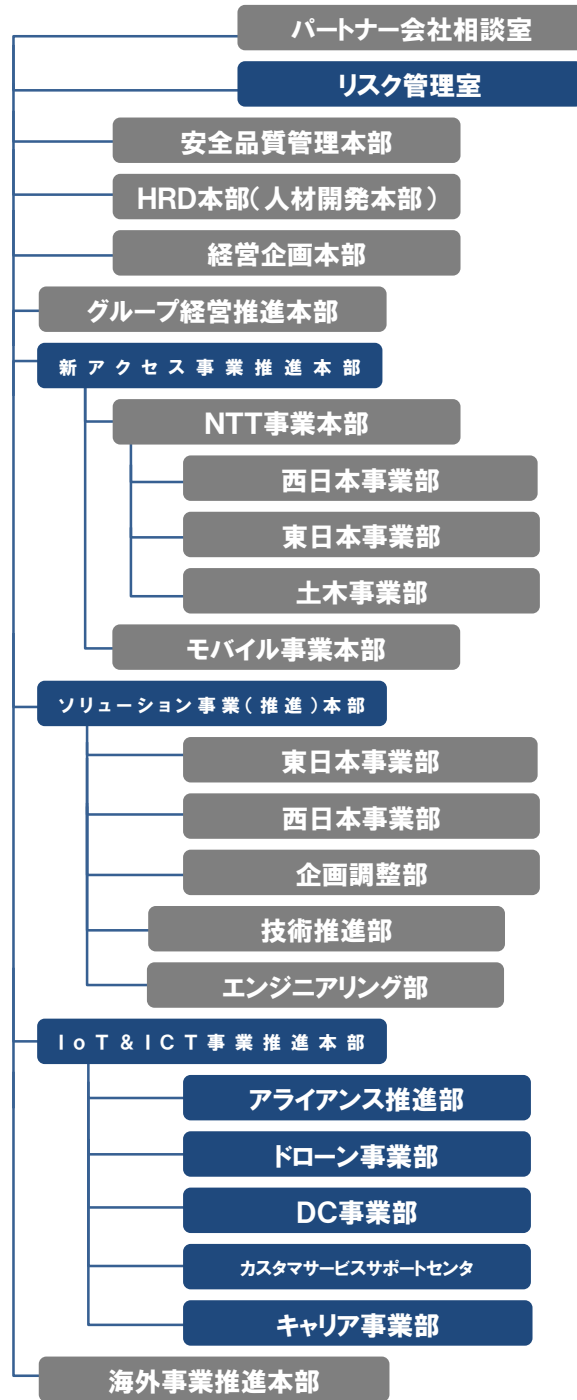 パートナー会社相談室
リスク管理室
安全品質管理本部
HRD本部(人材開発本部)
経営企画本部
グループ経営推進本部
新アクセス事業推進本部
NTT事業本部
西日本事業部
東日本事業部
土木事業部
モバイル事業本部
ソリューション事業(推進)本部
東日本事業部
西日本事業部
企画調整部
技術推進部
エンジニアリング部
IoT&ICT事業推進本部
アライアンス推進部
ドローン事業部
DC事業部
カスタマサービスサポートセンタ
キャリア事業部
海外事業推進本部